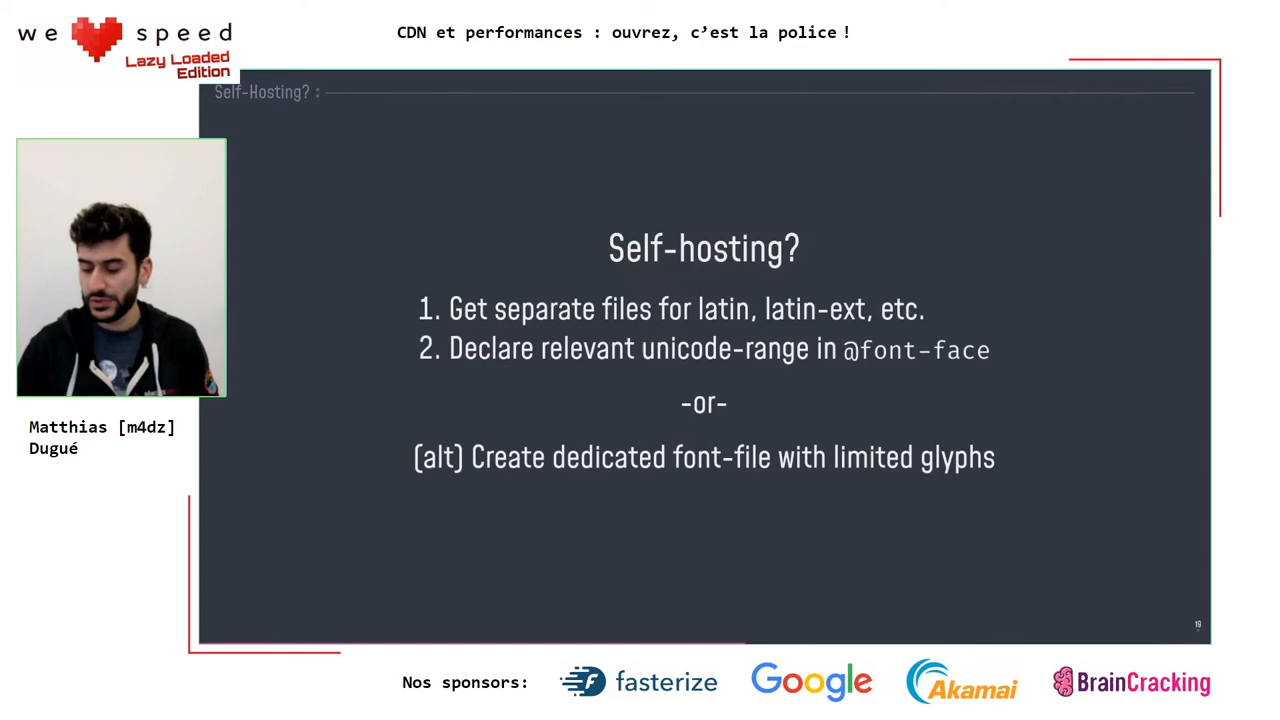 we speed
Lazy Loaded
Edition
CDN et performances : ouvrez, c’est la police !
Self-Hosting? :
Self-hosting?
1. Get separate files for latin, latin-ext, etc.
2. Declare relevant unicode-range in @font-face
-or-
(alt) Create dedicated font-file with limited glyphs
Matthias [m4dz]
Dugué
19
Nos sponsors:
fasterize
Google
Akamai
BrainCracking